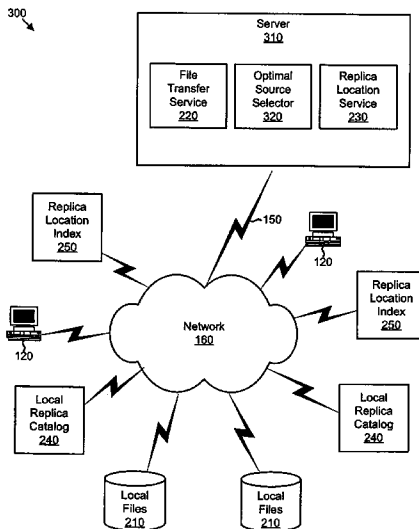 300
Server
310
File
Transfer
Service
220
Optimal
Source
Selector
320
Replica
Location
Service
230
150
Replica
Location
Index
250
120
Replica
Location
Index
250
120
Network
160
Local
Replica
Catalog
240
Local
Replica
Catalog
240
Local
Files
210
Local
Files
210